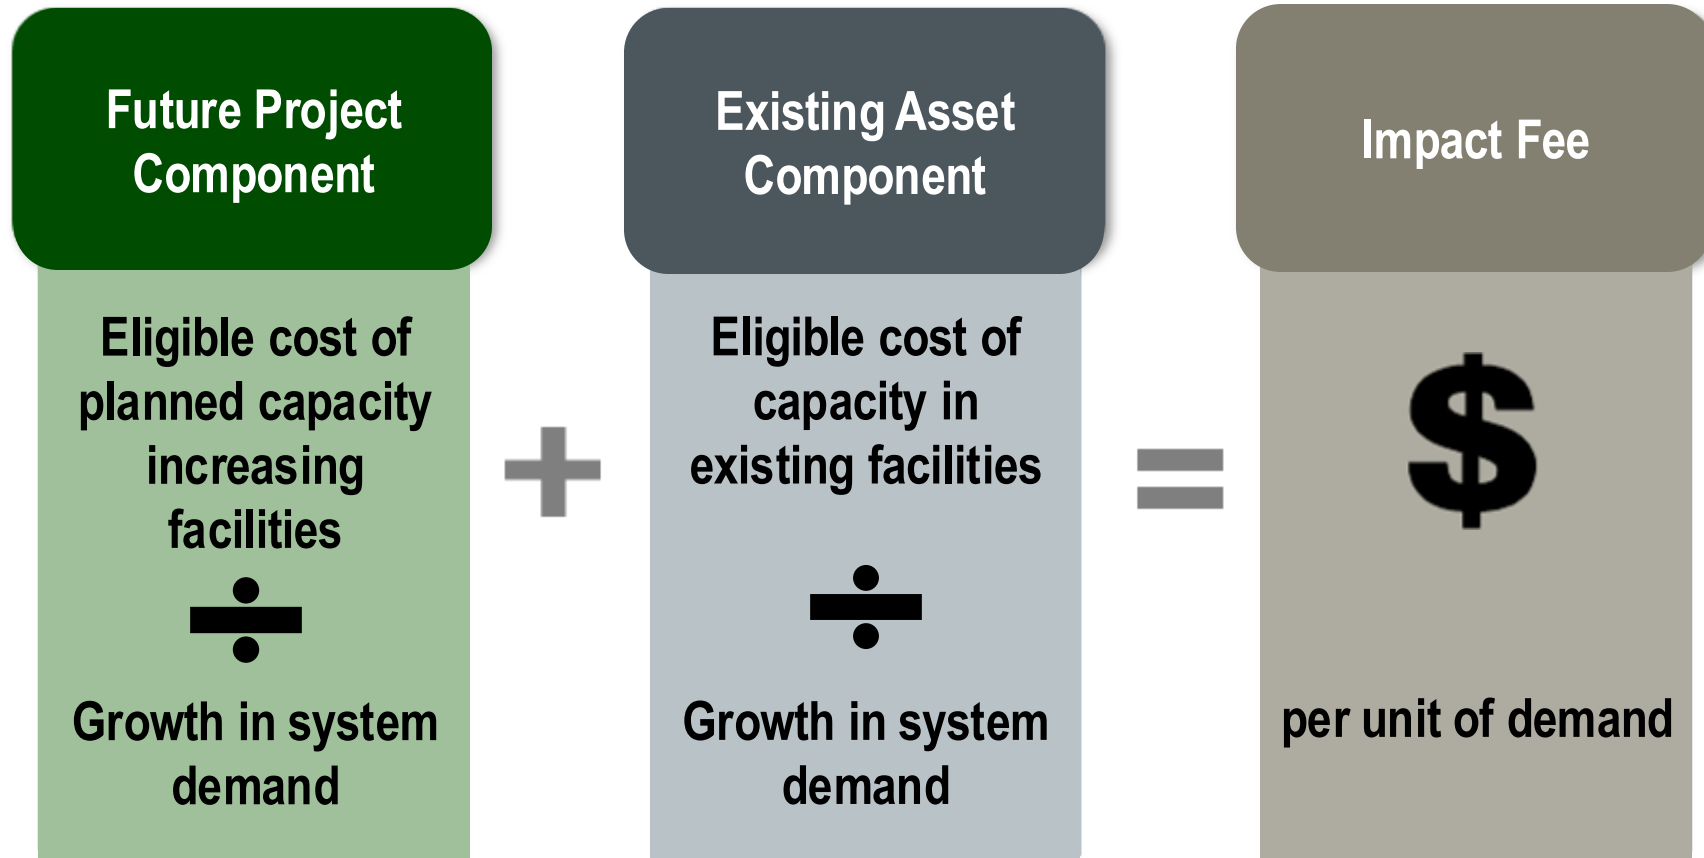 Future Project
Component
Eligible cost of
planned capacity
increasing
facilities
÷
Growth in system
demand
+
Existing Asset
Component
Eligible cost of
capacity in
existing facilities
÷
Growth in system
demand
=
Impact Fee
$
per unit of demand